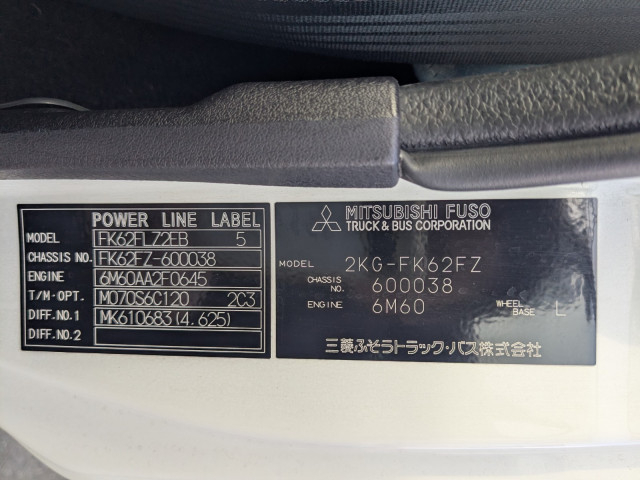 POWER LINE LABEL
MODEL FK62FLZ2EB 5
CHASSIS NO. FK62FZ-600038
ENGINE 6M60AA2F0645
T/M·OPT. M070S6C120 2C3
DIFF.NO.1 MK610683(4.625)
DIFF.NO.2
MITSUBISHI FUSO
TRUCK & BUS CORPORATION
MODEL 2KG-FK62FZ
CHASSIS NO. 600038
ENGINE 6M60 WHEEL BASE L
三菱ふそうトラック・バス株式会社